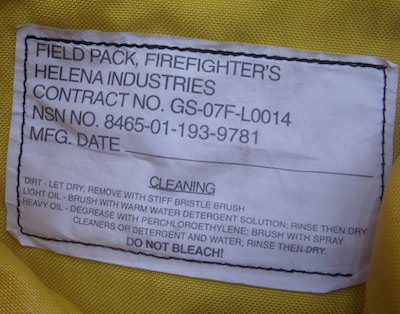 FIELD PACK, FIREFIGHTER'S
HELENA INDUSTRIES
CONTRACT NO. GS-07F-L0014
NSN NO. 8465-01-193-9781
MFG. DATE
CLEANING
DIRT - LET DRY; REMOVE WITH STIFF BRISTLE BRUSH
LIGHT OIL - BRUSH WITH WARM WATER DETERGENT SOLUTION; RINSE THEN DRY
HEAVY OIL - DEGREASE WITH PERCHLOROETHYLENE; BRUSH WITH SPRAY
CLEANERS OR DETERGENT AND WATER; RINSE THEN DRY.
DO NOT BLEACH!